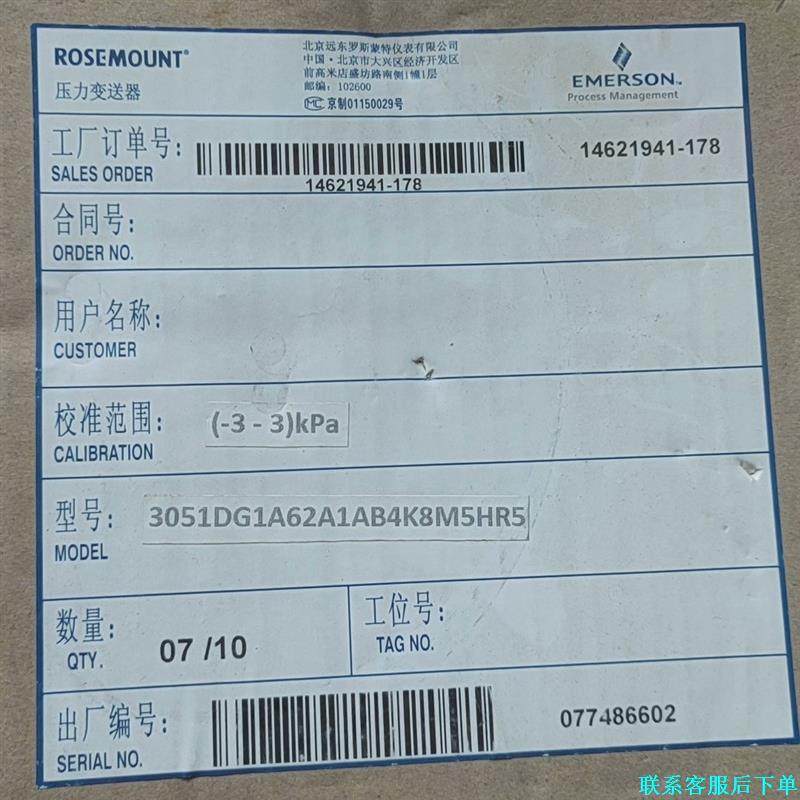 ROSEMOUNT®
压力变送器
北京远东罗斯蒙特仪表有限公司
中国·北京市大兴区经济开发区
前高米店盛坊路南侧1幢1层
邮编：102600
MC 京制01150029号
EMERSON™
Process Management
工厂订单号：
SALES ORDER
14621941-178
14621941-178
合同号：
ORDER NO.
用户名称：
CUSTOMER
校准范围：
CALIBRATION
(-3 - 3)kPa
型号：
MODEL
3051DG1A62A1AB4K8M5HR5
数量：
QTY.
07 /10
工位号：
TAG NO.
出厂编号：
SERIAL NO.
077486602
联系客服后下单